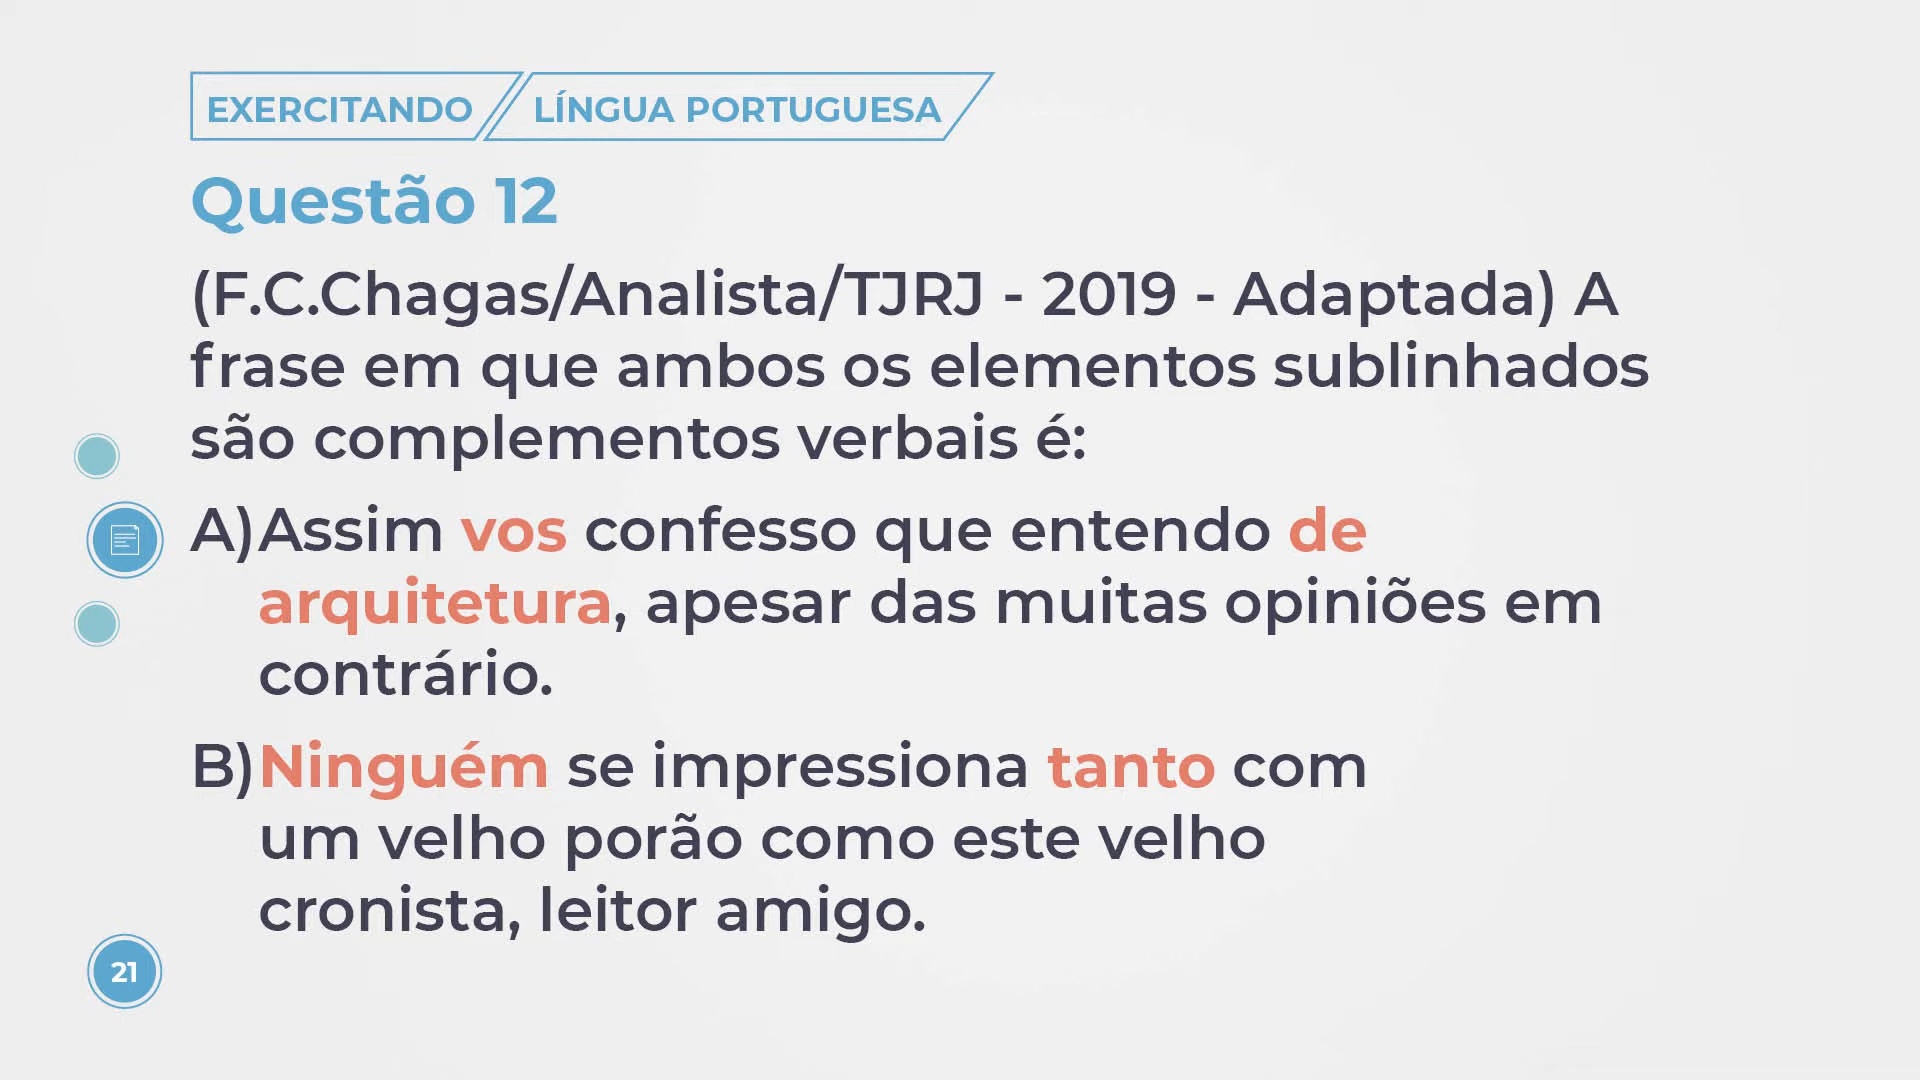 EXERCITANDO LÍNGUA PORTUGUESA
Questão 12
(F.C.Chagas/Analista/TJRJ - 2019 - Adaptada) A
frase em que ambos os elementos sublinhados
são complementos verbais é:
A) Assim vos confesso que entendo de
arquitetura, apesar das muitas opiniões em
contrário.
B) Ninguém se impressiona tanto com
um velho porão como este velho
cronista, leitor amigo.
21